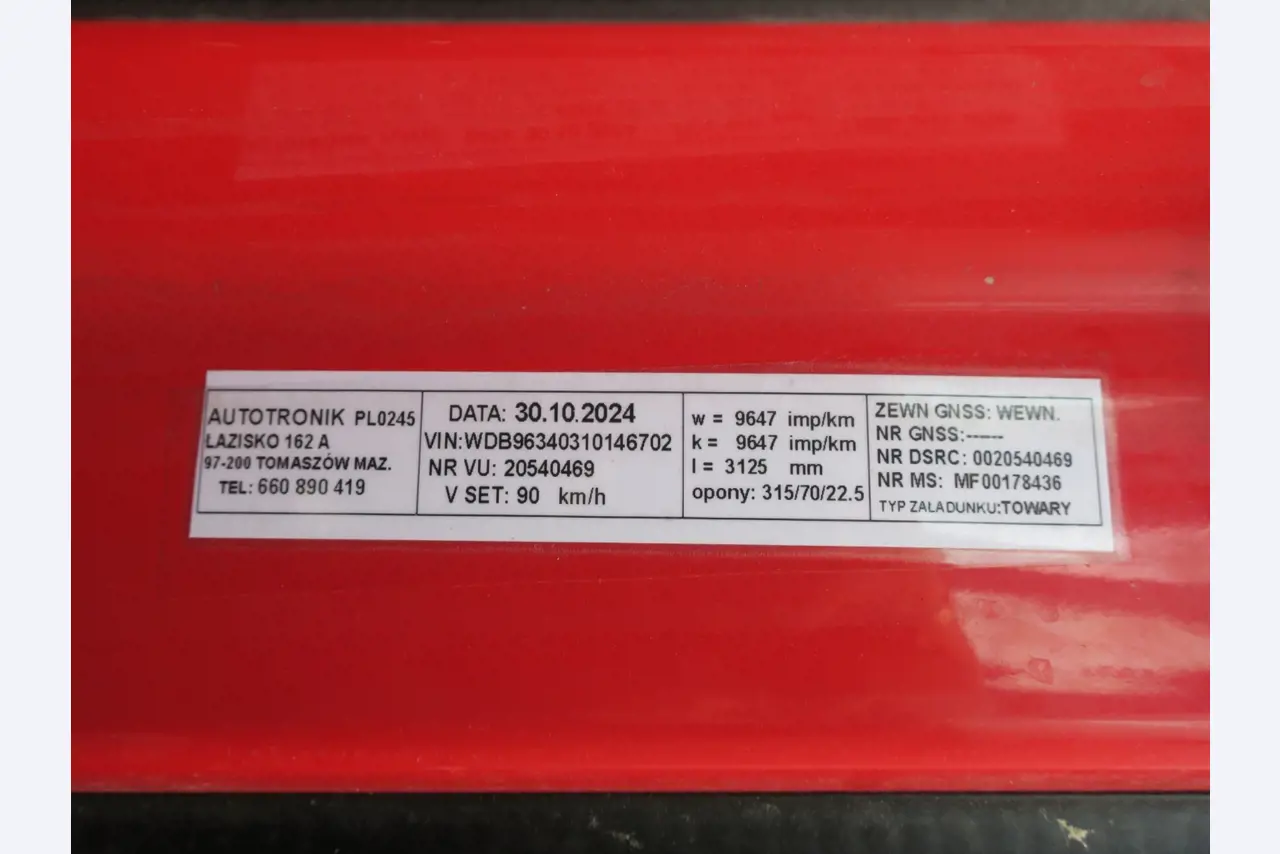 AUTOTRONIK PL0245
ŁAZISKO 162 A
97-200 TOMASZÓW MAZ.
TEL: 660 890 419
DATA: 30.10.2024
VIN:WDB96340310146702
NR VU: 20540469
V SET: 90 km/h
w = 9647 imp/km
k = 9647 imp/km
l = 3125 mm
opony: 315/70/22.5
ZEWN GNSS: WEWN.
NR GNSS:-----
NR DSRC: 0020540469
NR MS: MF00178436
TYP ZAŁADUNKU:TOWARY